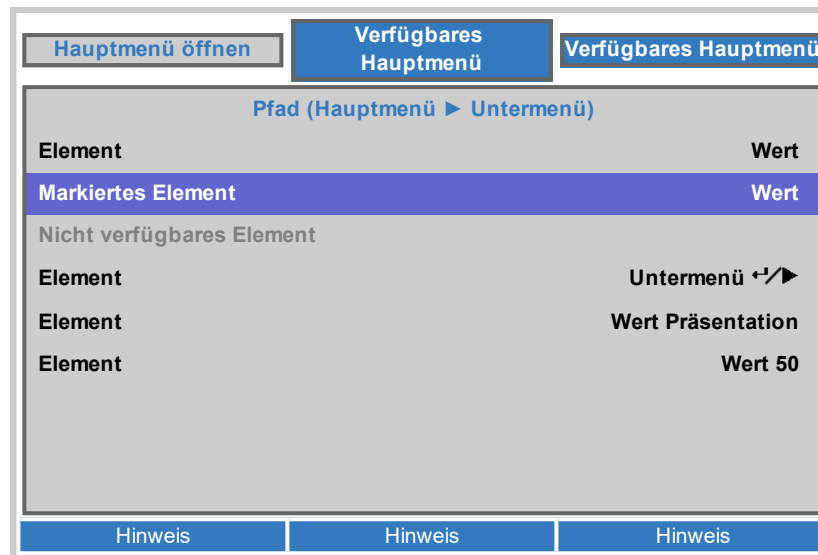 Hauptmenü öffnen
Verfügbares
Hauptmenü
Verfügbares Hauptmenü
Pfad (Hauptmenü ► Untermenü)
Element Wert
Markiertes Element Wert
Nicht verfügbares Element
Element Untermenü ↵/►
Element Wert Präsentation
Element Wert 50
Hinweis Hinweis Hinweis